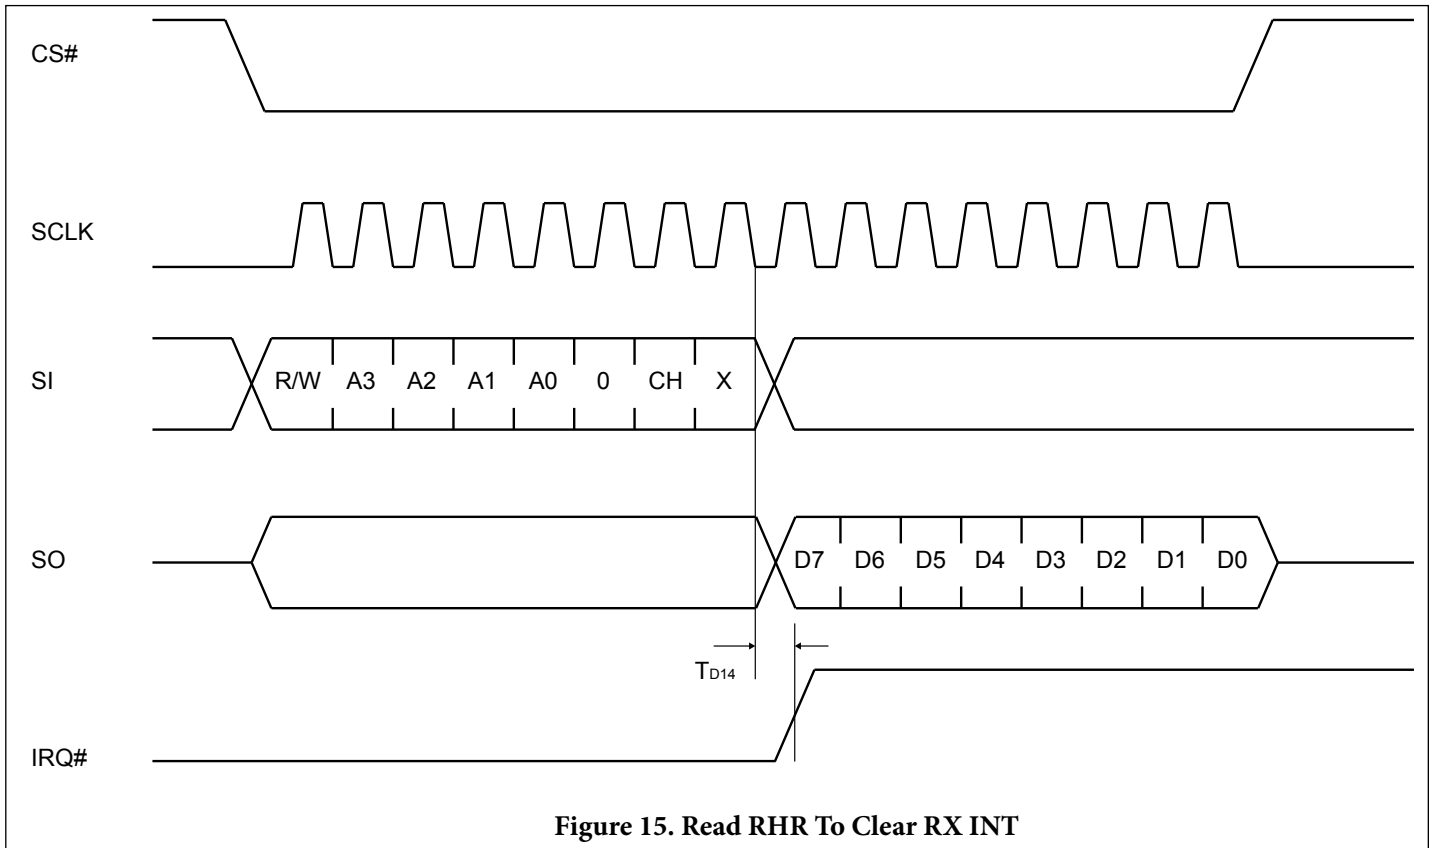 CS#
SCLK
SI R/W A3 A2 A1 A0 0 CH X
SO D7 D6 D5 D4 D3 D2 D1 D0
TD14
IRQ#
Figure 15. Read RHR To Clear RX INT